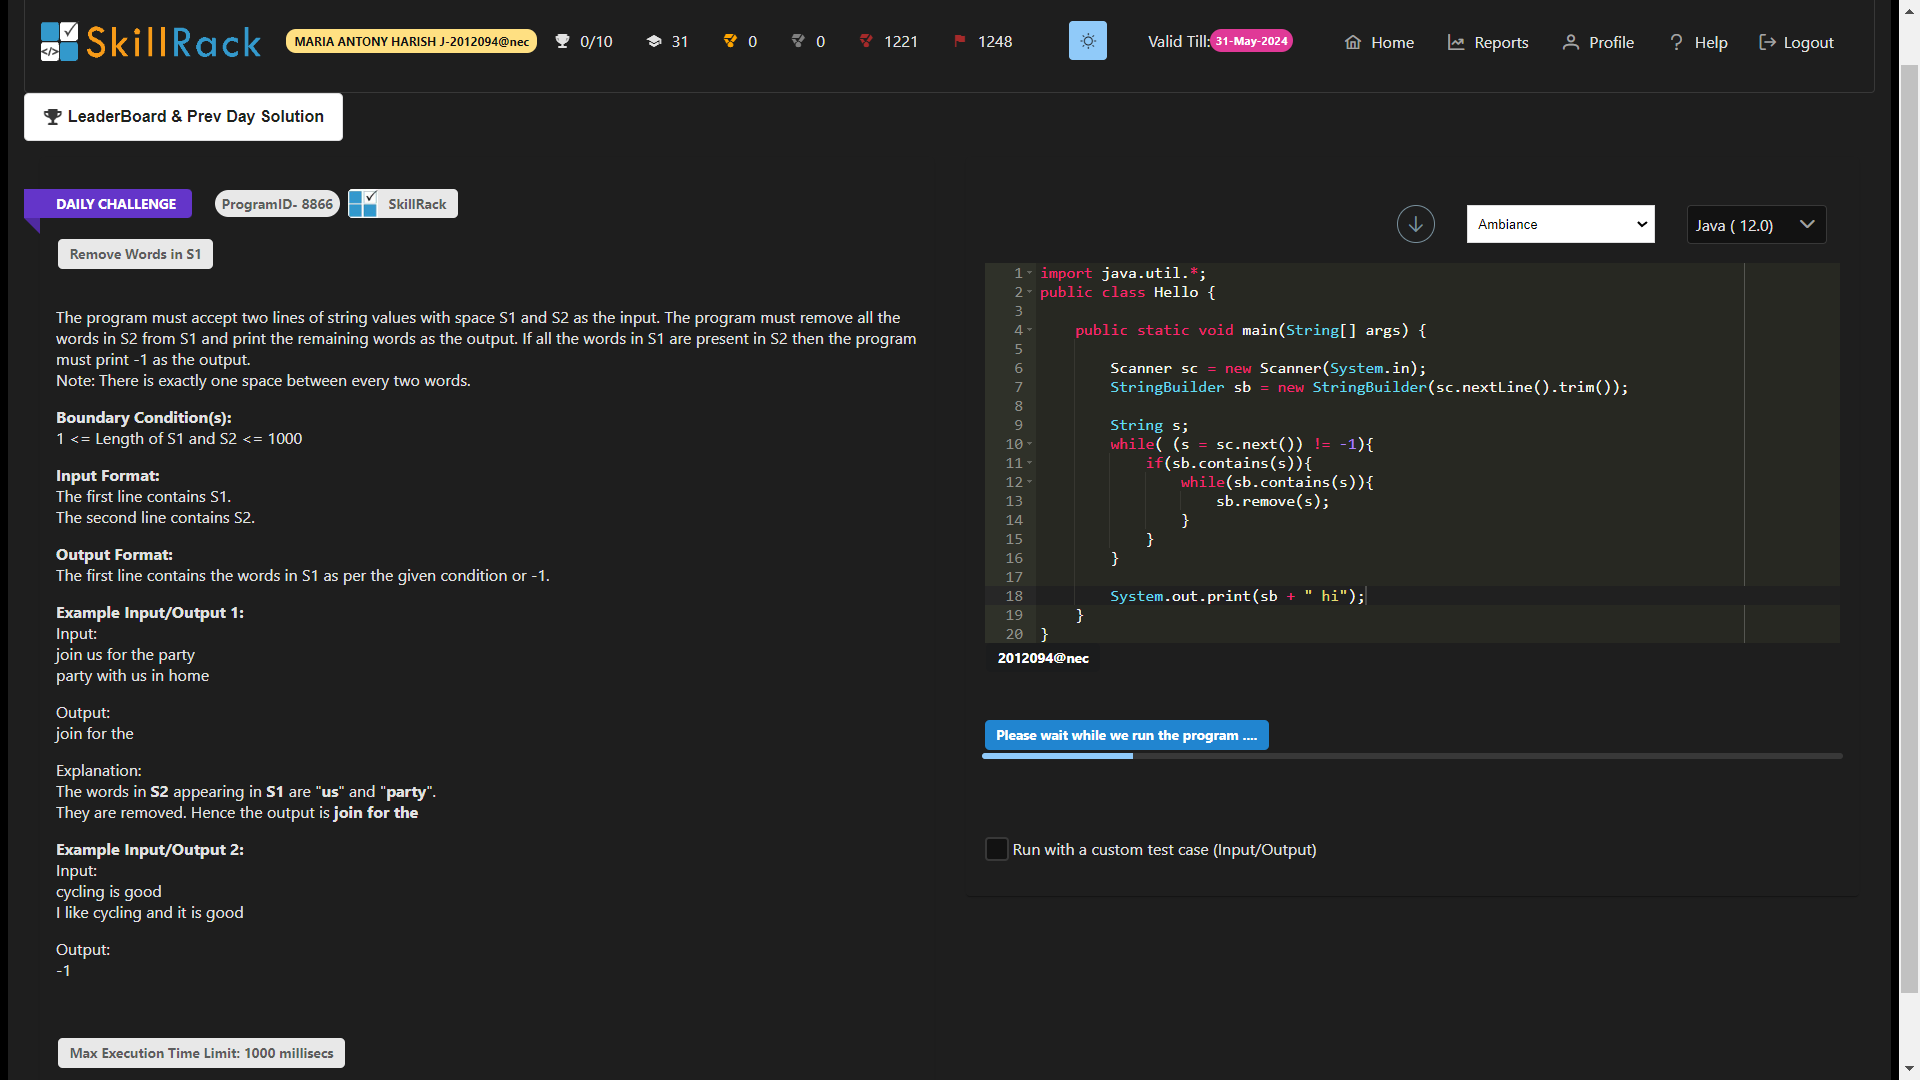 SkillRack
MARIA ANTONY HARISH J-2012094@nec
0/10
31
0
0
1221
1248
Valid Till: 31-May-2024
Home
Reports
Profile
Help
Logout
LeaderBoard & Prev Day Solution
DAILY CHALLENGE
ProgramID- 8866
SkillRack
Remove Words in S1
The program must accept two lines of string values with space S1 and S2 as the input. The program must remove all the
words in S2 from S1 and print the remaining words as the output. If all the words in S1 are present in S2 then the program
must print -1 as the output.
Note: There is exactly one space between every two words.
Boundary Condition(s):
1 <= Length of S1 and S2 <= 1000
Input Format:
The first line contains S1.
The second line contains S2.
Output Format:
The first line contains the words in S1 as per the given condition or -1.
Example Input/Output 1:
Input:
join us for the party
party with us in home
Output:
join for the
Explanation:
The words in S2 appearing in S1 are "us" and "party".
They are removed. Hence the output is join for the
Example Input/Output 2:
Input:
cycling is good
I like cycling and it is good
Output:
-1
Max Execution Time Limit: 1000 millisecs
Ambiance
Java ( 12.0)
1 import java.util.*;
2 public class Hello {
3
4 public static void main(String[] args) {
5
6 Scanner sc = new Scanner(System.in);
7 StringBuilder sb = new StringBuilder(sc.nextLine().trim());
8
9 String s;
10 while( (s = sc.next()) != -1){
11 if(sb.contains(s)){
12 while(sb.contains(s)){
13 sb.remove(s);
14 }
15 }
16 }
17
18 System.out.print(sb + " hi");
19 }
20 }
2012094@nec
Please wait while we run the program ....
Run with a custom test case (Input/Output)